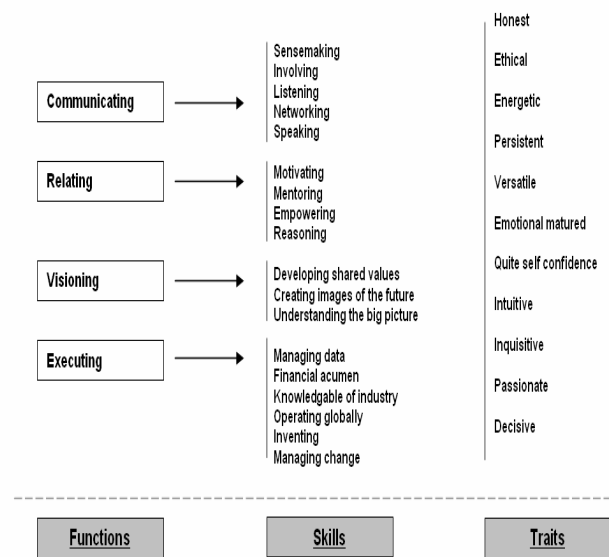 Communicating
Sensemaking
Involving
Listening
Networking
Speaking
Relating
Motivating
Mentoring
Empowering
Reasoning
Visioning
Developing shared values
Creating images of the future
Understanding the big picture
Executing
Managing data
Financial acumen
Knowledgable of industry
Operating globally
Inventing
Managing change
Honest
Ethical
Energetic
Persistent
Versatile
Emotional matured
Quite self confidence
Intuitive
Inquisitive
Passionate
Decisive
Functions
Skills
Traits